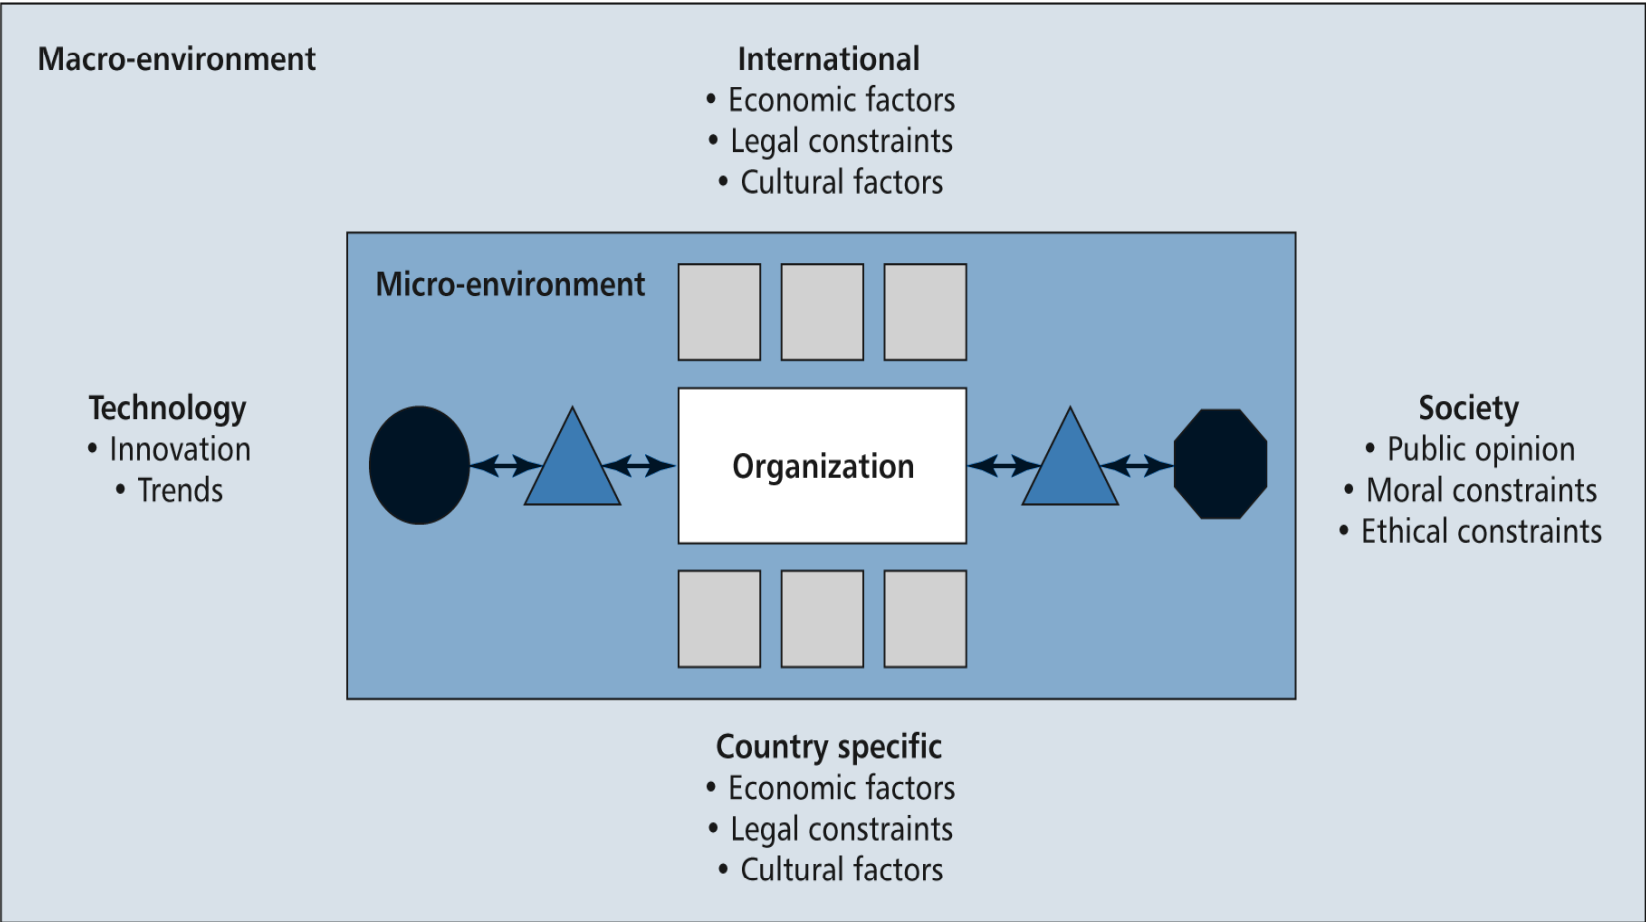 Macro-environment
International
• Economic factors
• Legal constraints
• Cultural factors
Micro-environment
Technology
• Innovation
• Trends
Organization
Society
• Public opinion
• Moral constraints
• Ethical constraints
Country specific
• Economic factors
• Legal constraints
• Cultural factors